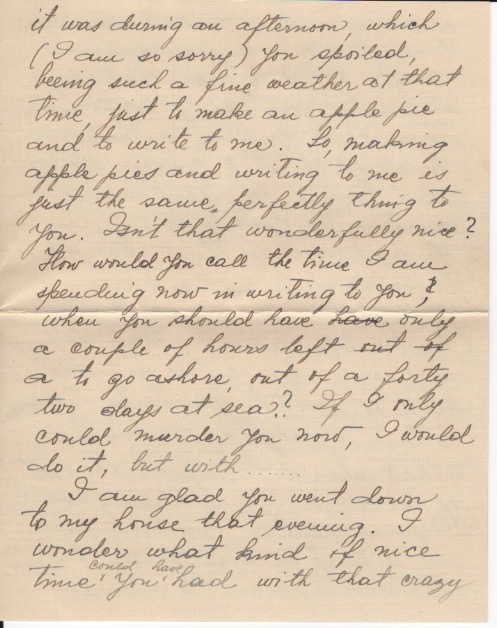 it was during an afternoon, which
(I am so sorry) you spoiled,
beeing such a fine weather at that
time, just to make an apple pie
and to write to me. So, making
apple pies and writing to me is
just the same, perfectly thing to
you. Isn't that wonderfully nice?
How would you call the time I am
spending now in writing to you,?
when you should have have only
a couple of hours left out of
a to go ashore, out of a forty
two days at sea? If I only
could murder you now, I would
do it, but with .......
I am glad you went down
to my house that evening. I
wonder what kind of nice
could have
time, you had with that crazy